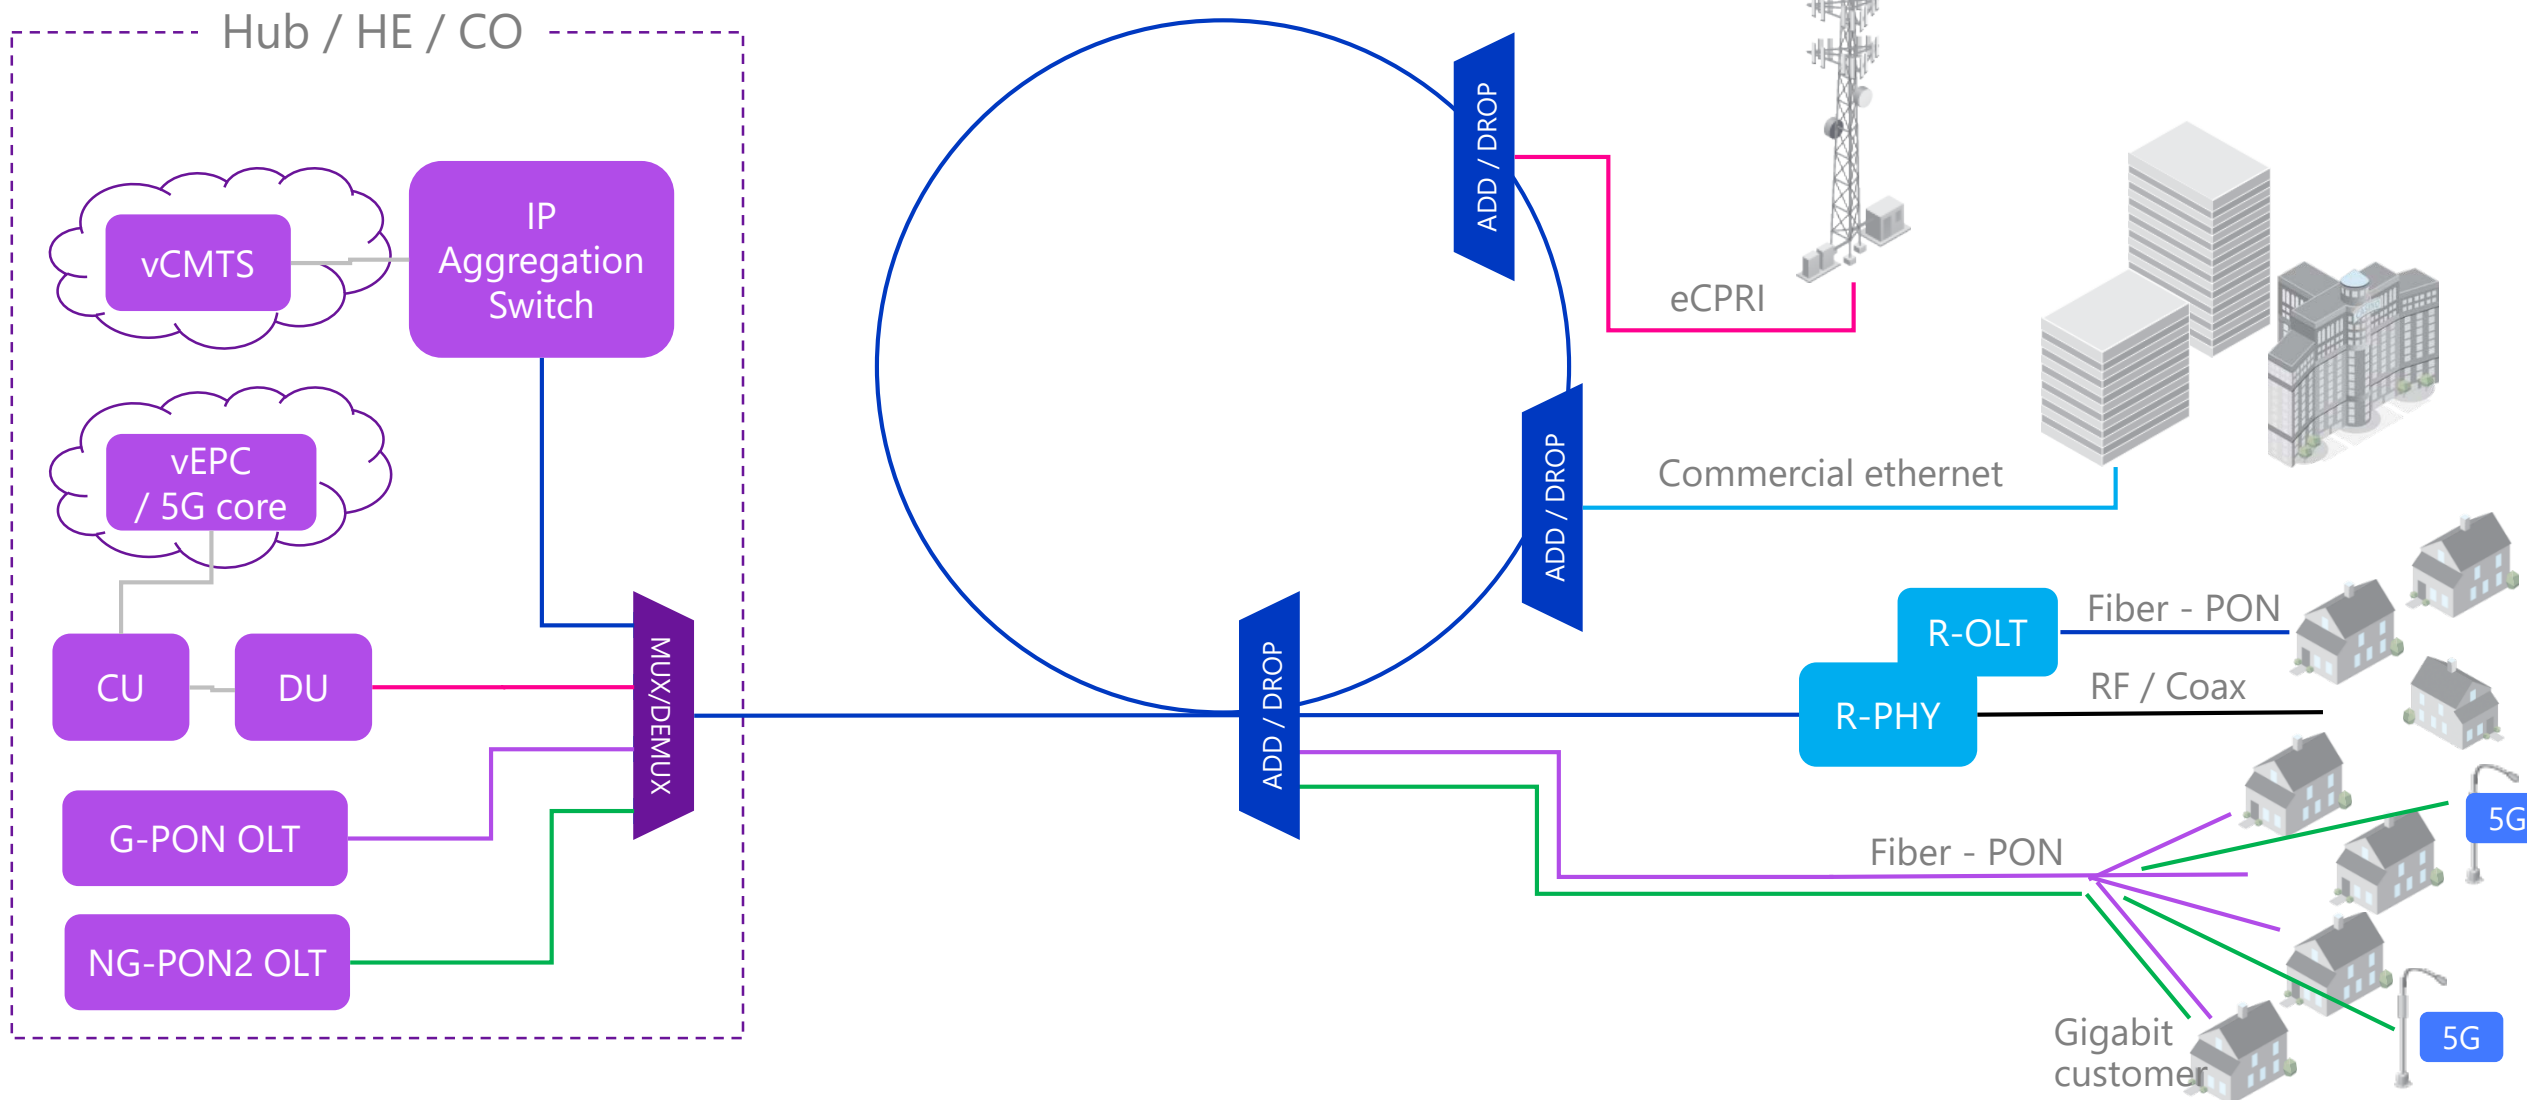 Hub / HE / CO
vCMTS
IP
Aggregation
Switch
vEPC
/ 5G core
CU
DU
G-PON OLT
NG-PON2 OLT
MUX/DEMUX
ADD / DROP
ADD / DROP
ADD / DROP
eCPRI
Commercial ethernet
R-OLT
Fiber - PON
R-PHY
RF / Coax
Fiber - PON
5G
Gigabit
customer
5G